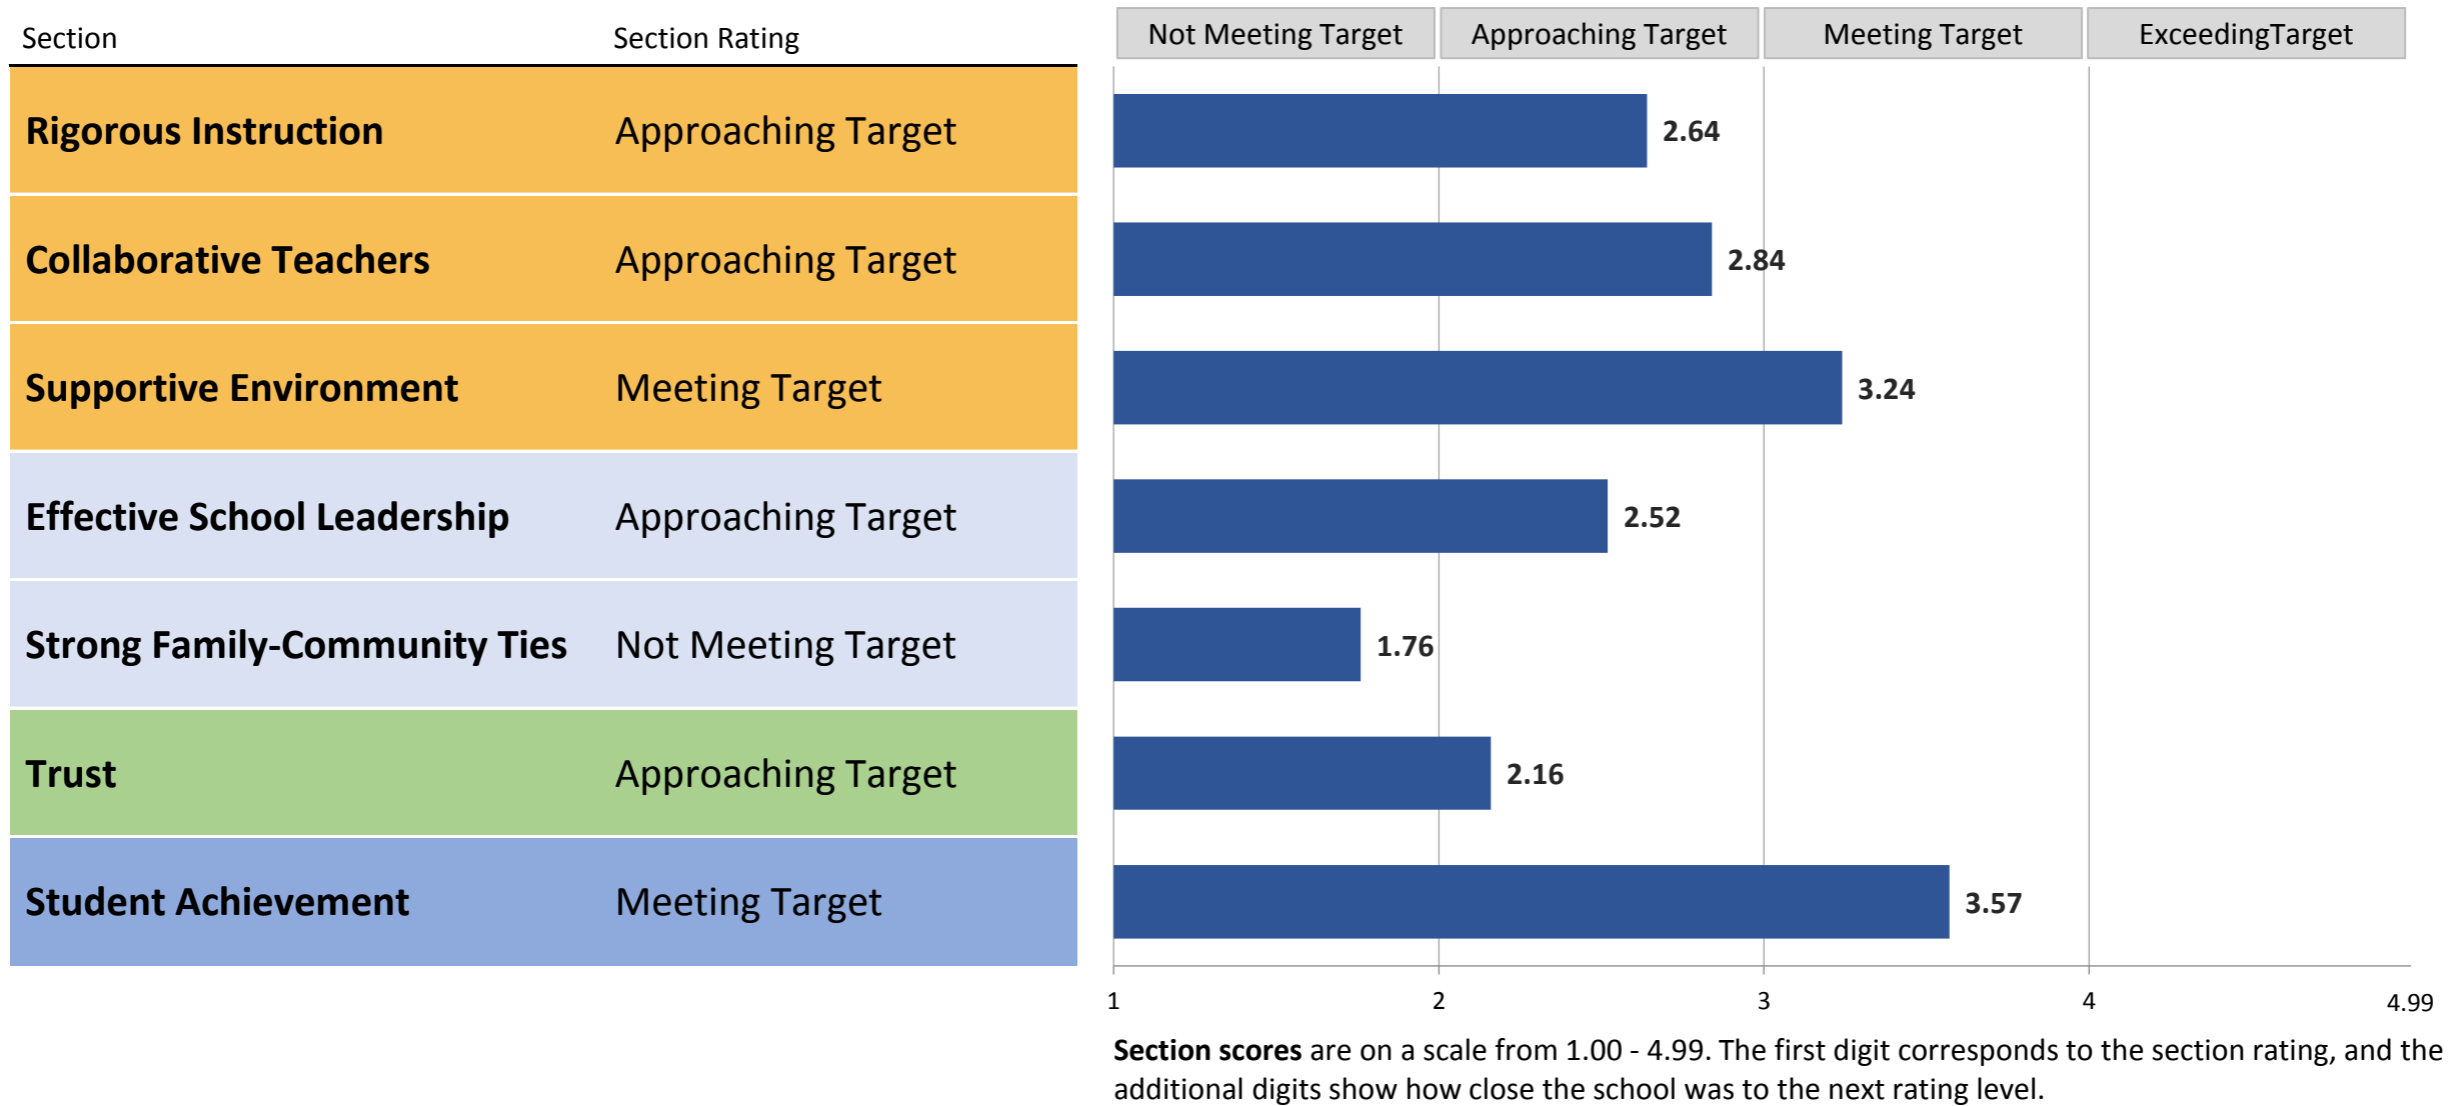 Section Section Rating Not Meeting Target Approaching Target Meeting Target ExceedingTarget
Rigorous Instruction Approaching Target 2.64
Collaborative Teachers Approaching Target 2.84
Supportive Environment Meeting Target 3.24
Effective School Leadership Approaching Target 2.52
Strong Family-Community Ties Not Meeting Target 1.76
Trust Approaching Target 2.16
Student Achievement Meeting Target 3.57
1 2 3 4 4.99
Section scores are on a scale from 1.00 - 4.99. The first digit corresponds to the section rating, and the
additional digits show how close the school was to the next rating level.